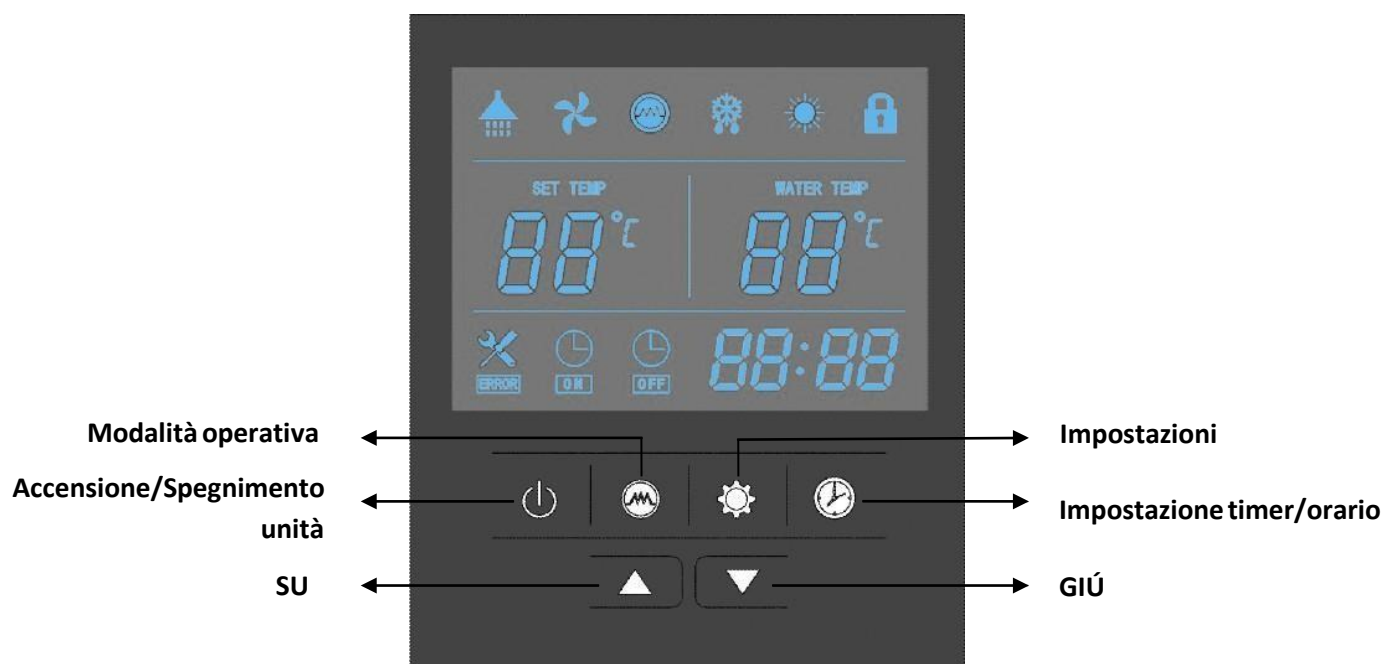 SET TEMP
WATER TEMP
88°C
88°C
ERROR
ON
OFF
88:88
Modalità operativa
Impostazioni
Accensione/Spegnimento
unità
Impostazione timer/orario
SU
GIÚ